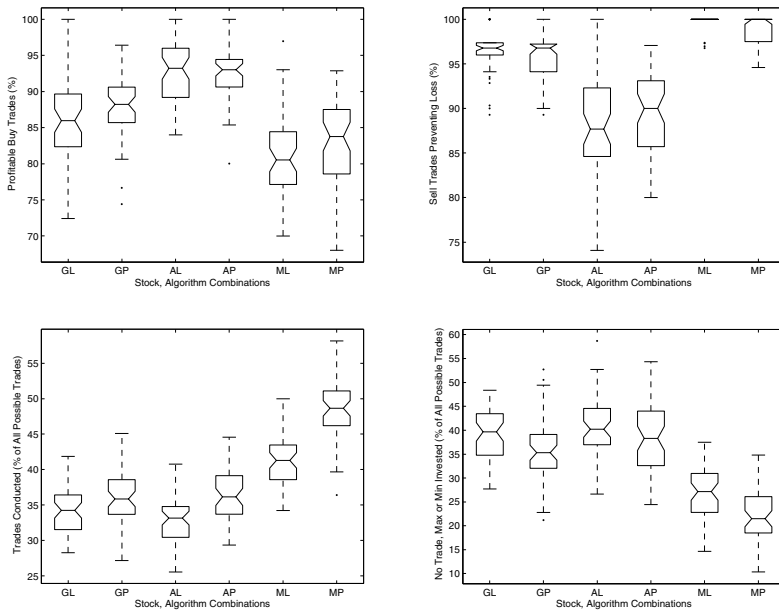 100
95
90
85
80
75
70
Profitable Buy Trades (%)
GL GP AL AP ML MP
Stock, Algorithm Combinations
100
95
90
85
80
75
Sell Trades Preventing Loss (%)
GL GP AL AP ML MP
Stock, Algorithm Combinations
55
50
45
40
35
30
25
Trades Conducted (% of All Possible Trades)
GL GP AL AP ML MP
Stock, Algorithm Combinations
60
55
50
45
40
35
30
25
20
15
10
No Trade, Max or Min Invested (% of All Possible Trades)
GL GP AL AP ML MP
Stock, Algorithm Combinations